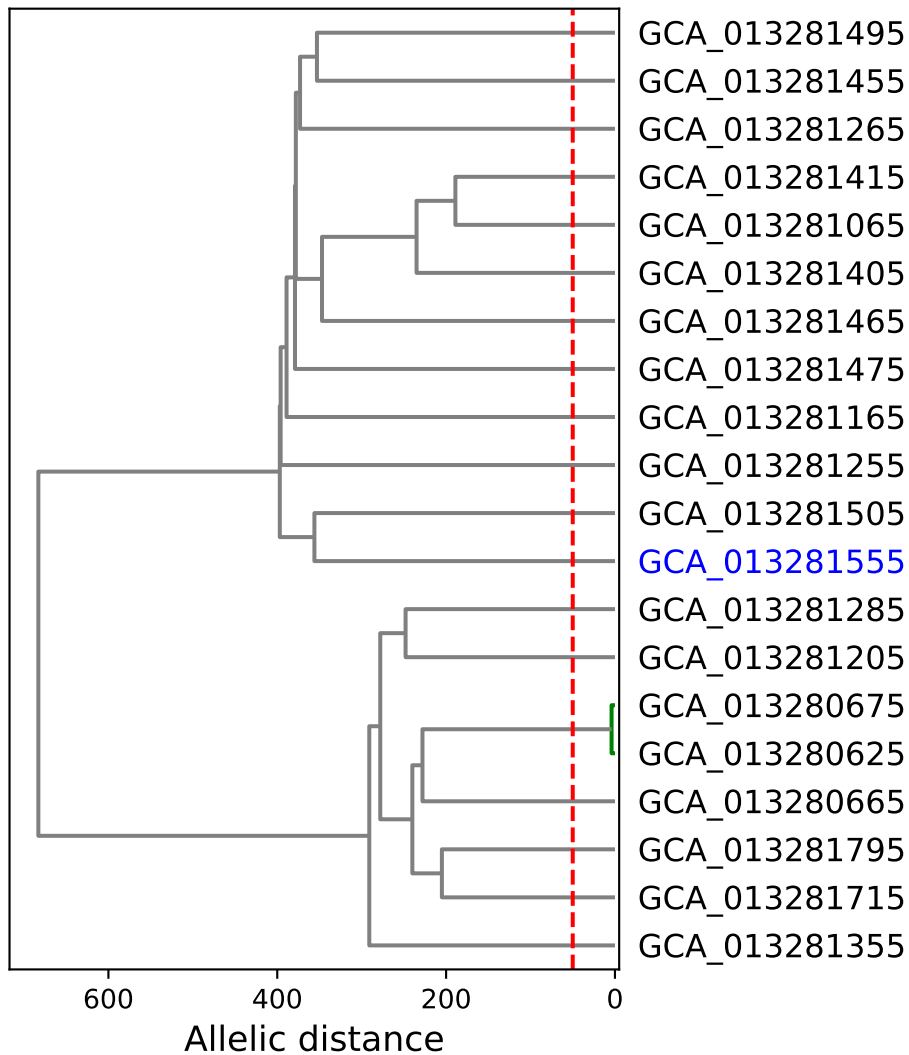 GCA_013281495
GCA_013281455
GCA_013281265
GCA_013281415
GCA_013281065
GCA_013281405
GCA_013281465
GCA_013281475
GCA_013281165
GCA_013281255
GCA_013281505
GCA_013281555
GCA_013281285
GCA_013281205
GCA_013280675
GCA_013280625
GCA_013280665
GCA_013281795
GCA_013281715
GCA_013281355
600 400 200 0
Allelic distance